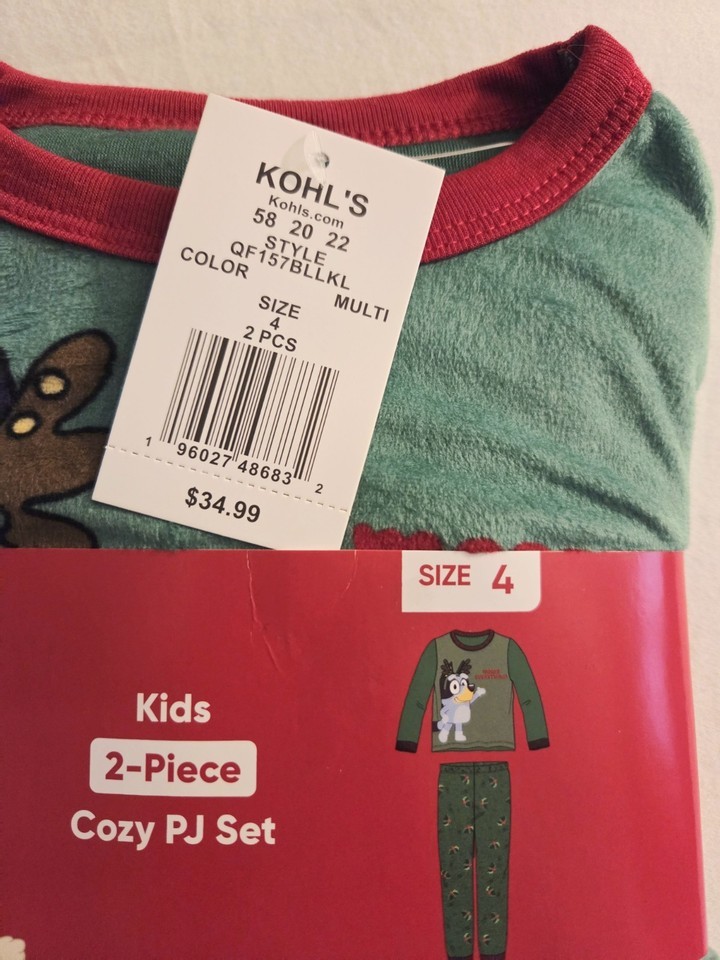 KOHL'S
Kohls.com
58 20 22
STYLE
QF157BLLKL
COLOR MULTI
SIZE
4
2 PCS
1 96027 48683 2
$34.99
SIZE 4
Kids
2-Piece
Cozy PJ Set